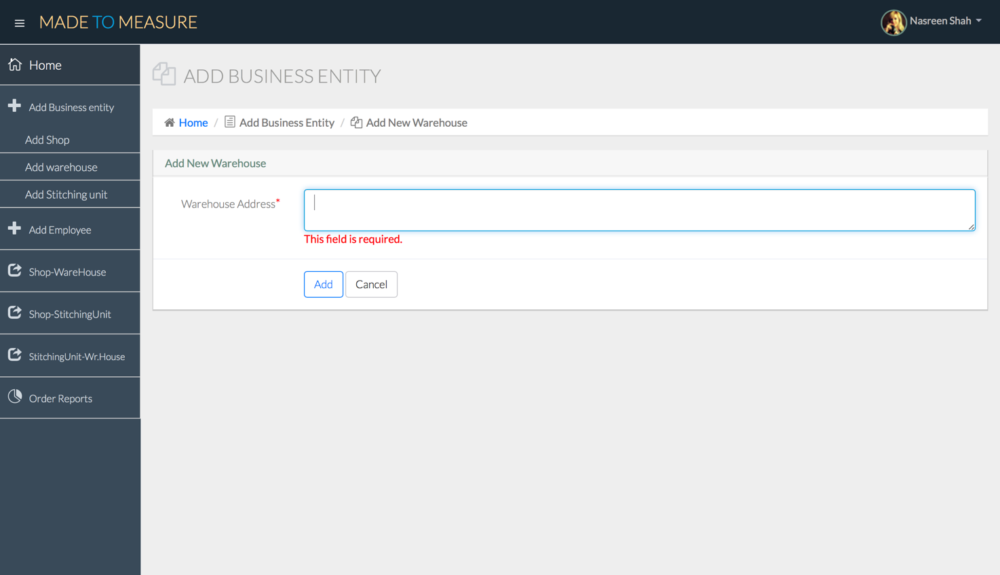 MADE TO MEASURE
Nasreen Shah
Home
Add Business entity
Add Shop
Add warehouse
Add Stitching unit
Add Employee
Shop-WareHouse
Shop-StitchingUnit
StitchingUnit-Wr.House
Order Reports
ADD BUSINESS ENTITY
Home / Add Business Entity / Add New Warehouse
Add New Warehouse
Warehouse Address*
This field is required.
Add Cancel